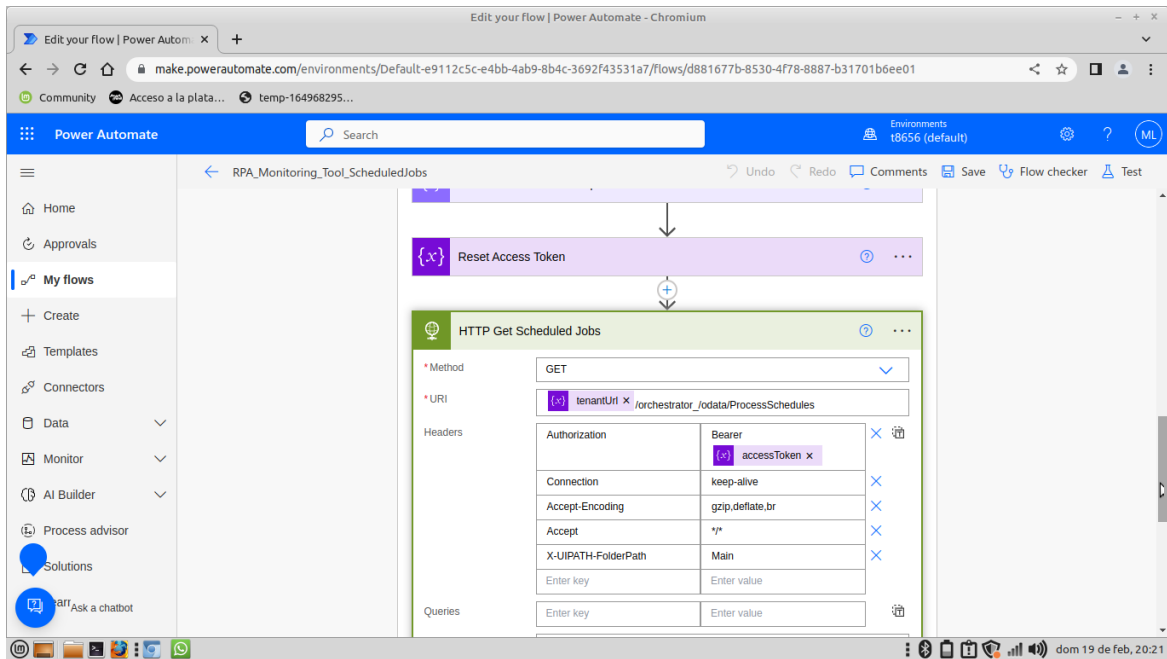 Edit your flow | Power Automate - Chromium
Edit your flow | Power Autom
make.powerautomate.com/environments/Default-e9112c5c-e4bb-4ab9-8b4c-3692f43531a7/flows/d881677b-8530-4f78-8887-b31701b6ee01
Community Acceso a la plata... temp-164968295...
Power Automate
Search
Environments
t8656 (default)
?
ML
RPA_Monitoring_Tool_ScheduledJobs
Undo Redo Comments Save Flow checker Test
Home
Approvals
My flows
Create
Templates
Connectors
Data
Monitor
AI Builder
Process advisor
Solutions
Ask a chatbot
{x} Reset Access Token
HTTP Get Scheduled Jobs
* Method GET
* URI {x} tenantUrl × /orchestrator_/odata/ProcessSchedules
Headers
Authorization Bearer
{x} accessToken ×
Connection keep-alive
Accept-Encoding gzip,deflate,br
Accept */*
X-UIPATH-FolderPath Main
Enter key Enter value
Queries Enter key Enter value
dom 19 de feb, 20:21